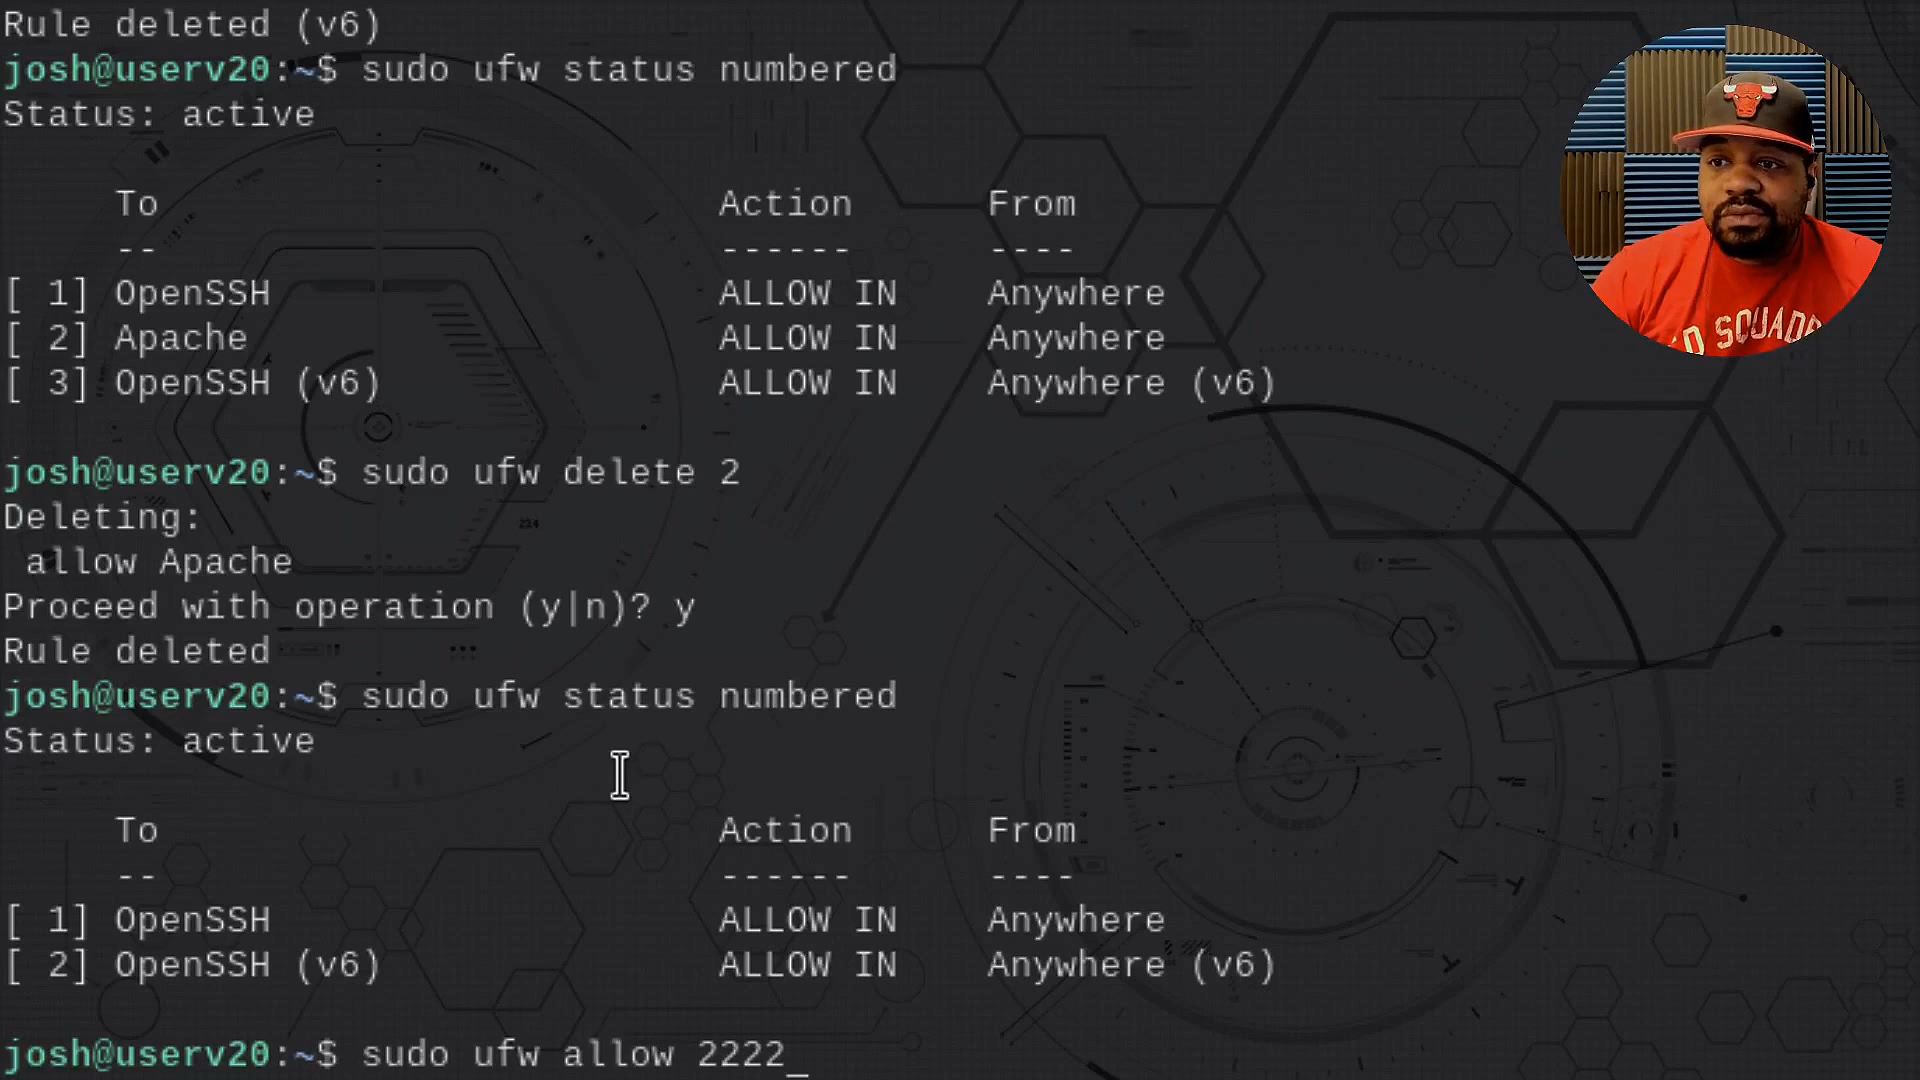 Rule deleted (v6)
josh@userv20:~$ sudo ufw status numbered
Status: active
To Action From
-- ------ ----
[ 1] OpenSSH ALLOW IN Anywhere
[ 2] Apache ALLOW IN Anywhere
[ 3] OpenSSH (v6) ALLOW IN Anywhere (v6)
josh@userv20:~$ sudo ufw delete 2
Deleting:
allow Apache
Proceed with operation (y|n)? y
Rule deleted
josh@userv20:~$ sudo ufw status numbered
Status: active
To Action From
-- ------ ----
[ 1] OpenSSH ALLOW IN Anywhere
[ 2] OpenSSH (v6) ALLOW IN Anywhere (v6)
josh@userv20:~$ sudo ufw allow 2222_